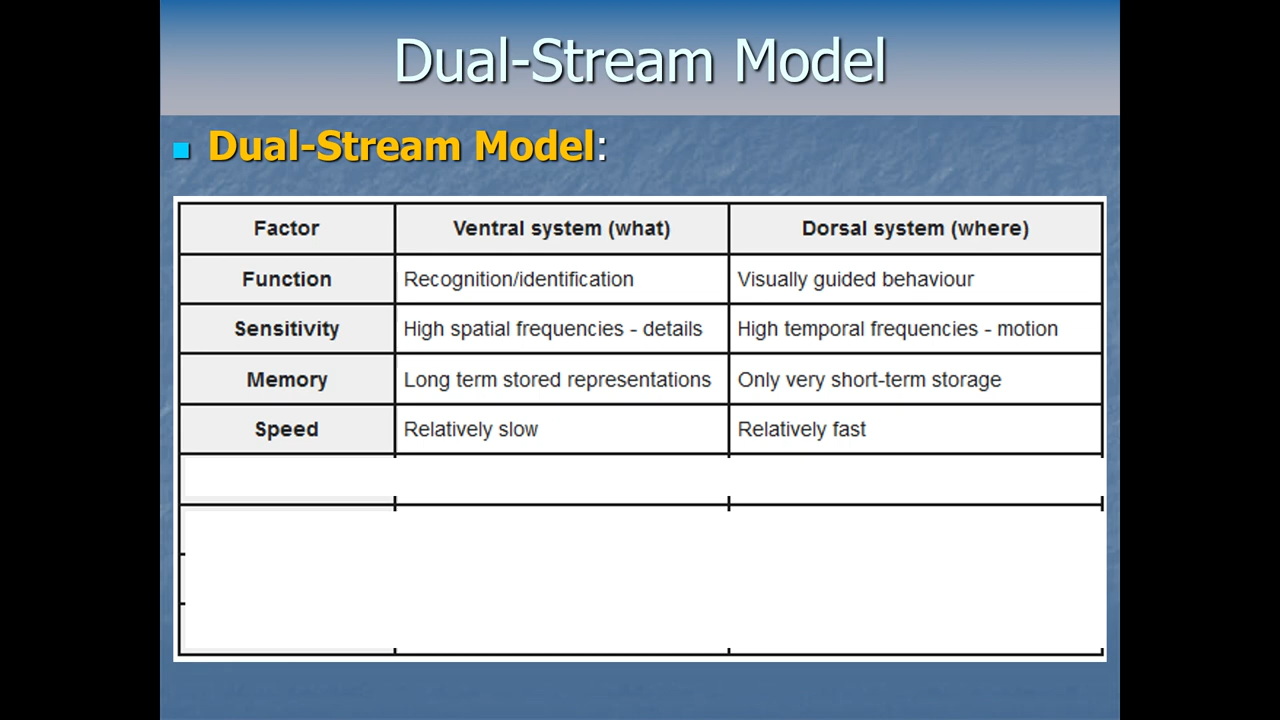 Dual-Stream Model
Dual-Stream Model:
Factor Ventral system (what) Dorsal system (where)
Function Recognition/identification Visually guided behaviour
Sensitivity High spatial frequencies - details High temporal frequencies - motion
Memory Long term stored representations Only very short-term storage
Speed Relatively slow Relatively fast